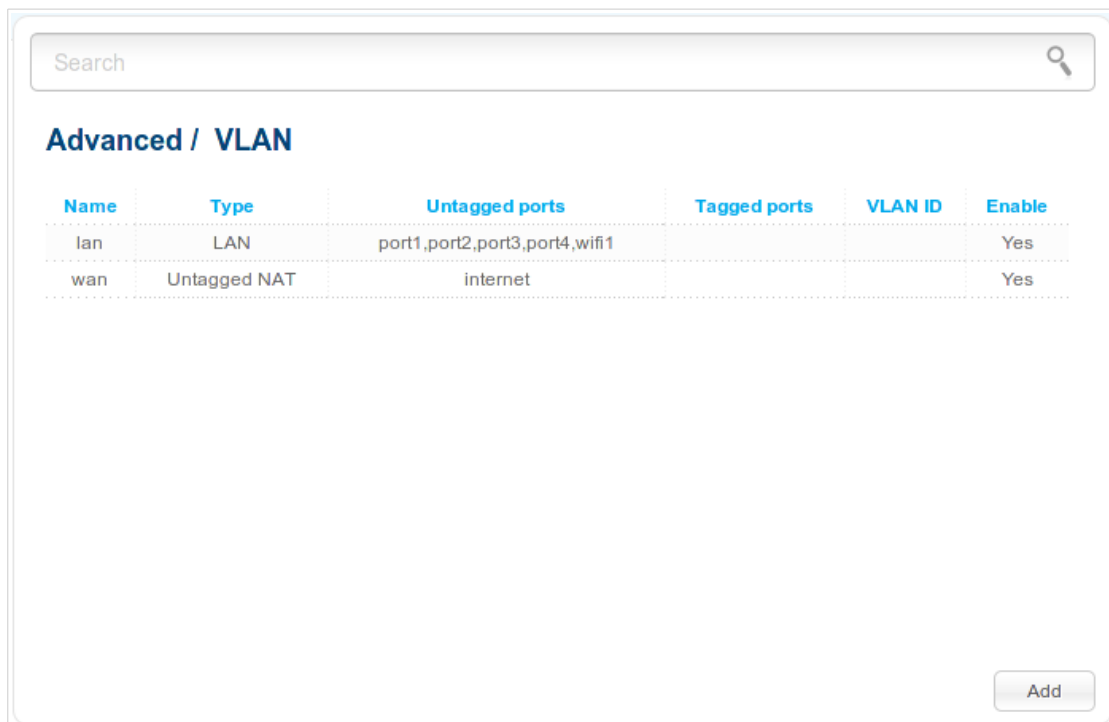 Search
Advanced / VLAN
Name Type Untagged ports Tagged ports VLAN ID Enable
lan LAN port1,port2,port3,port4,wifi1 Yes
wan Untagged NAT internet Yes
Add